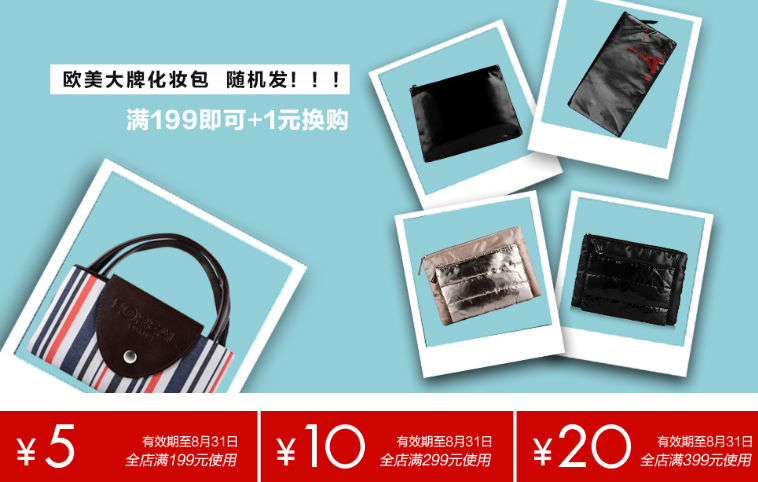 欧美大牌化妆包 随机发！！！
满199即可+1元换购
L'OREAL
¥5
有效期至8月31日
全店满199元使用
¥10
有效期至8月31日
全店满299元使用
¥20
有效期至8月31日
全店满399元使用